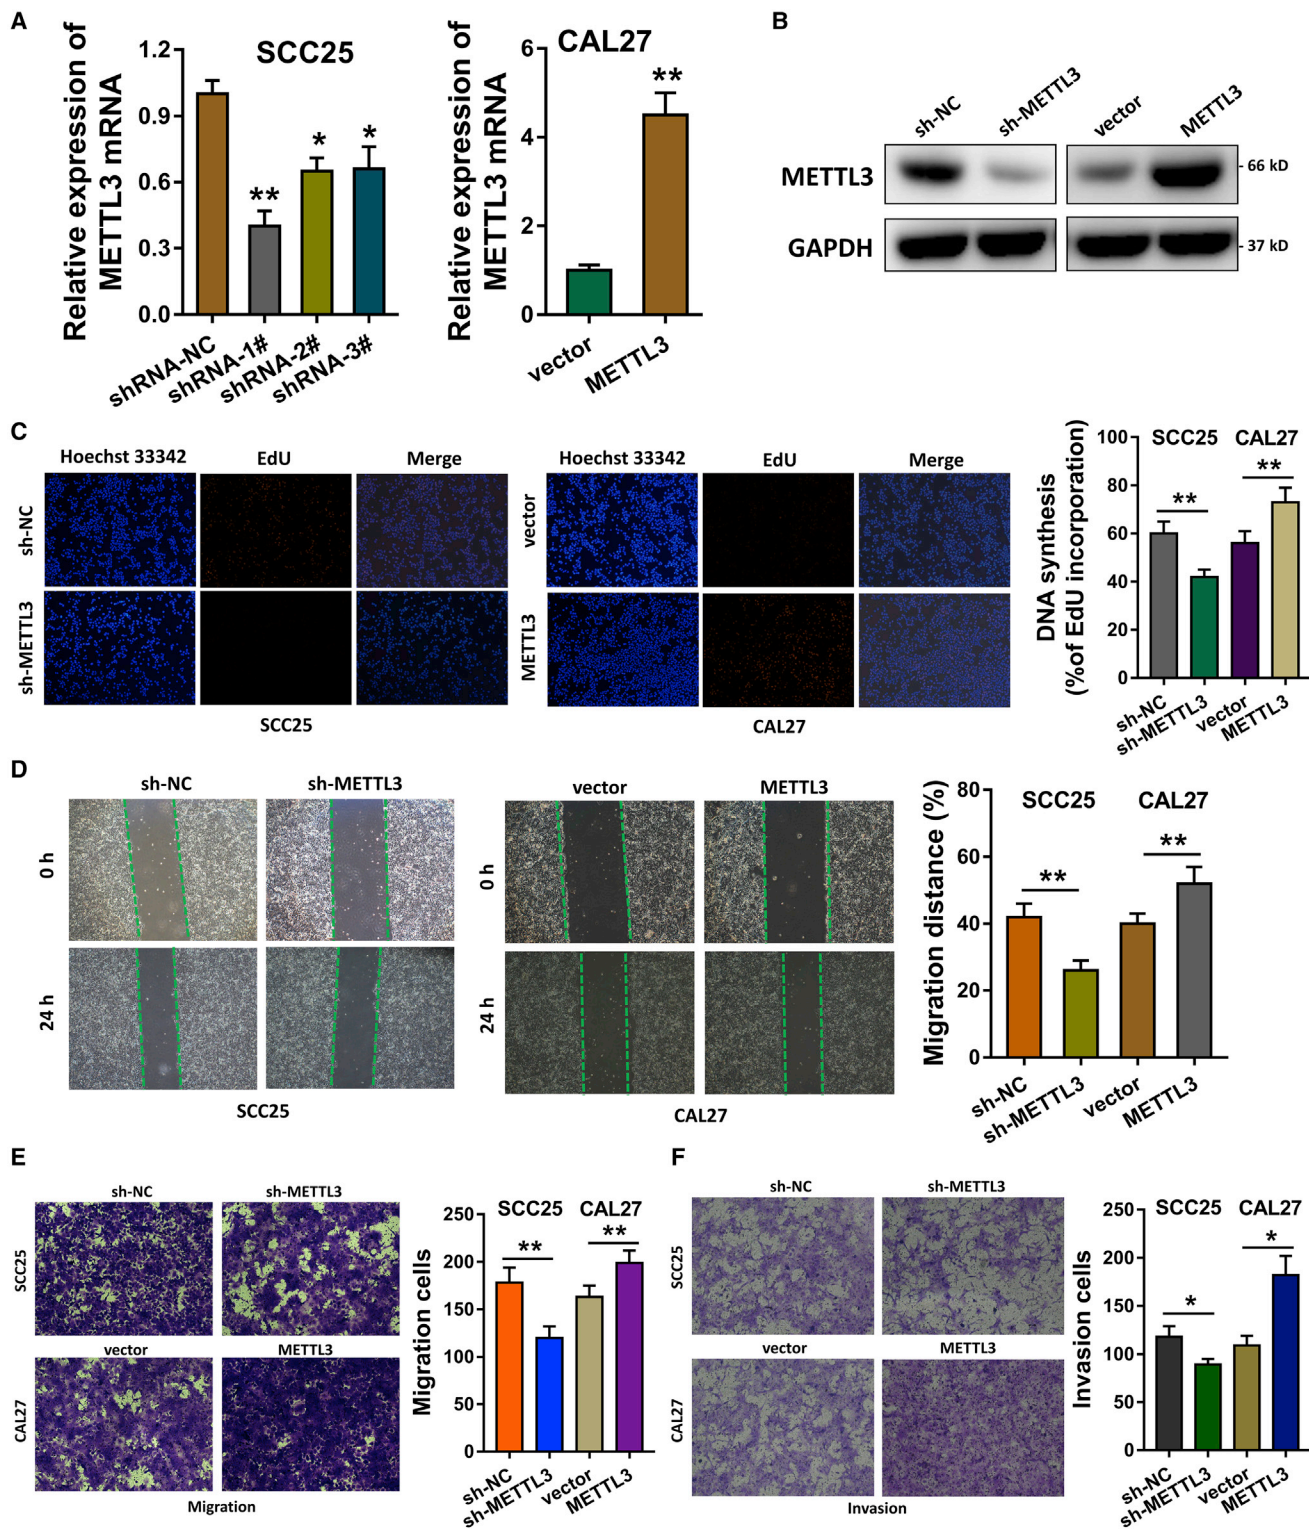 A
Relative expression of
METTL3 mRNA
SCC25
1.2
0.9
0.6
0.3
0.0
**
*
*
shRNA-NC
shRNA-1#
shRNA-2#
shRNA-3#
Relative expression of
METTL3 mRNA
CAL27
6
4
2
0
**
vector
METTL3
B
sh-NC
sh-METTL3
vector
METTL3
METTL3
- 66 kD
GAPDH
- 37 kD
C
Hoechst 33342 EdU Merge
sh-NC
sh-METTL3
SCC25
Hoechst 33342 EdU Merge
vector
METTL3
CAL27
DNA synthesis
(%of EdU incorporation)
100
80
60
40
20
0
SCC25 CAL27
**
**
sh-NC
sh-METTL3
vector
METTL3
D
sh-NC sh-METTL3
0 h
24 h
SCC25
vector METTL3
0 h
24 h
CAL27
Migration distance (%)
80
60
40
20
0
SCC25 CAL27
**
**
sh-NC
sh-METTL3
vector
METTL3
E
sh-NC sh-METTL3
SCC25
vector METTL3
CAL27
Migration
Migration cells
250
200
150
100
50
0
SCC25 CAL27
**
**
sh-NC
sh-METTL3
vector
METTL3
F
sh-NC sh-METTL3
SCC25
vector METTL3
CAL27
Invasion
Invasion cells
250
200
150
100
50
0
SCC25 CAL27
*
*
sh-NC
sh-METTL3
vector
METTL3